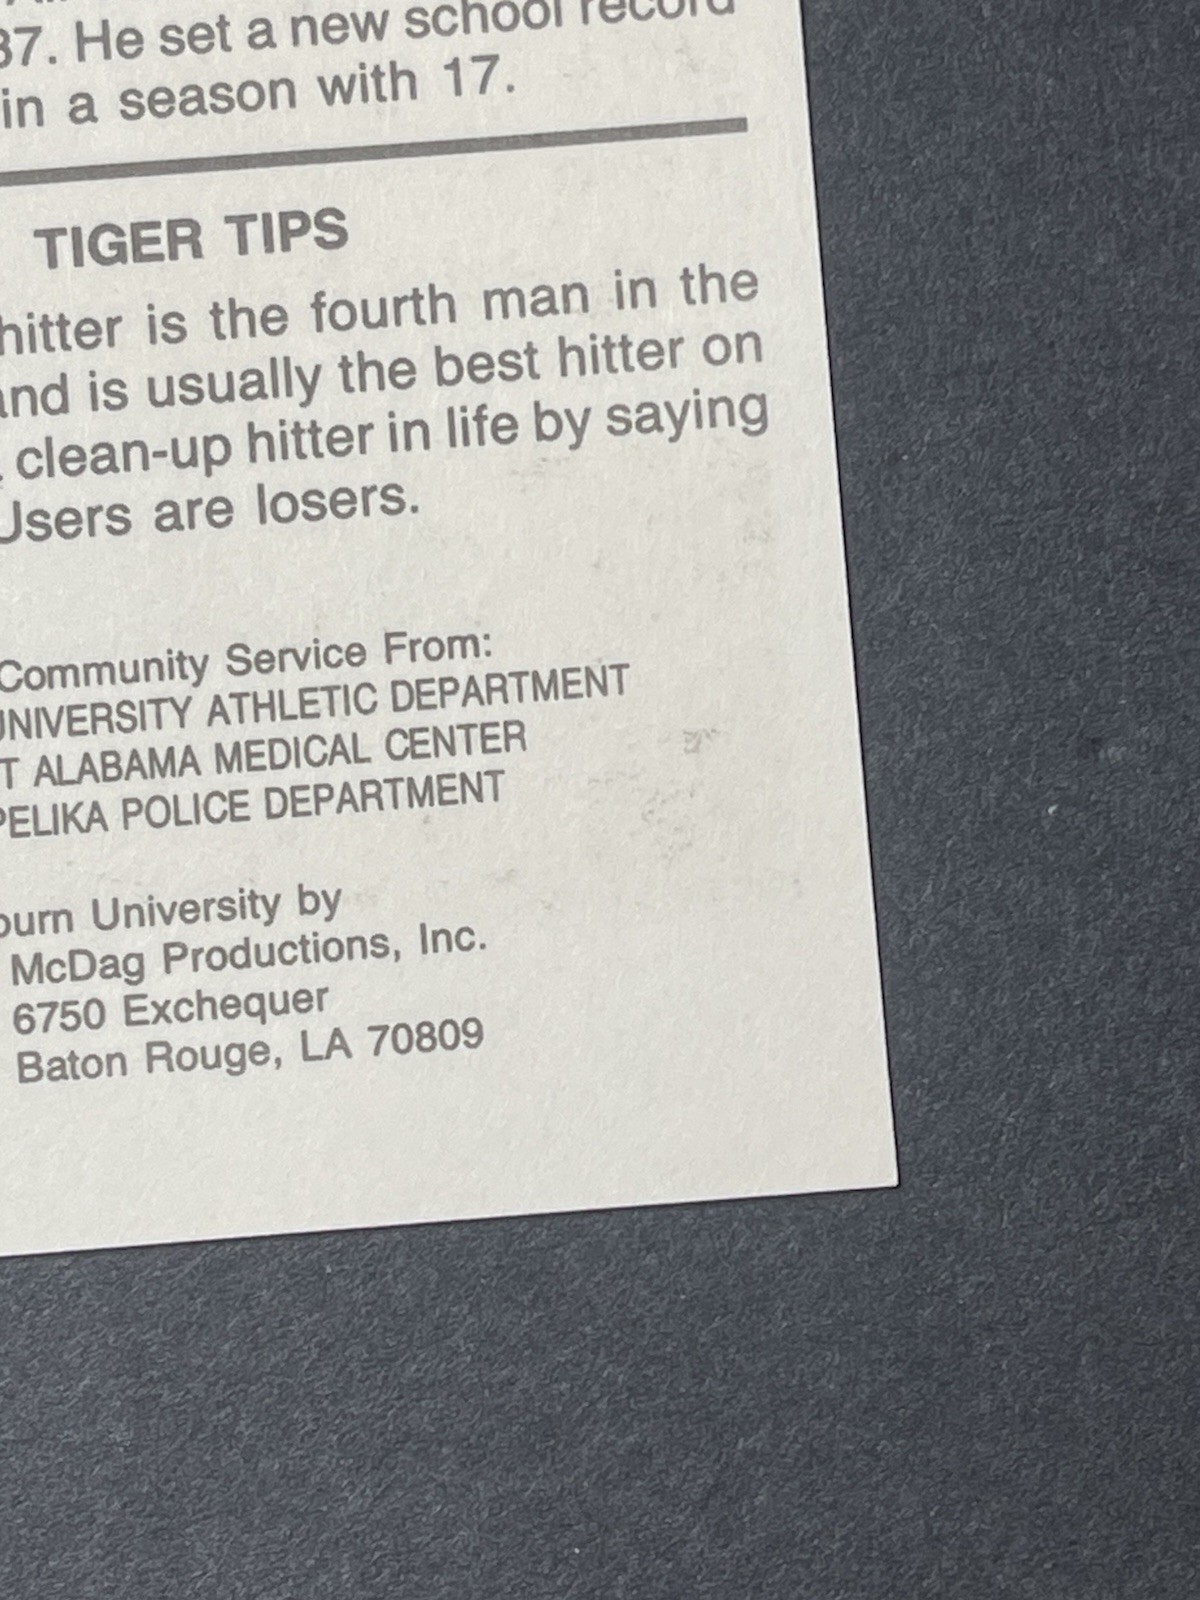 37. He set a new school record
in a season with 17.
TIGER TIPS
hitter is the fourth man in the
and is usually the best hitter on
clean-up hitter in life by saying
Users are losers.
Community Service From:
UNIVERSITY ATHLETIC DEPARTMENT
T ALABAMA MEDICAL CENTER
PELIKA POLICE DEPARTMENT
burn University by
McDag Productions, Inc.
6750 Exchequer
Baton Rouge, LA 70809